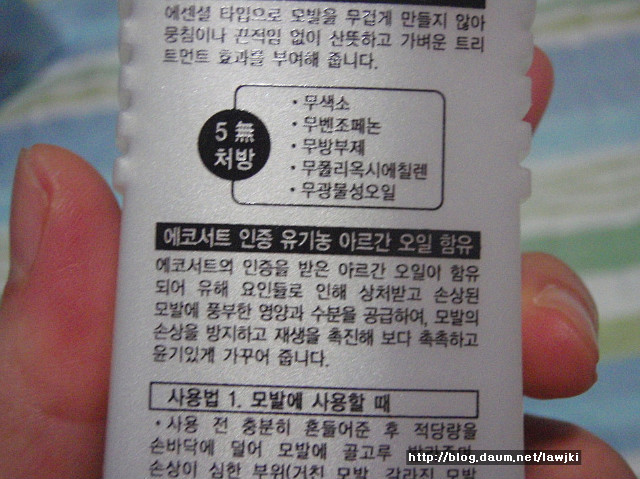 에센셜 타입으로 모발을 무겁게 만들지 않아
뭉침이나 끈적임 없이 산뜻하고 가벼운 트리
트먼트 효과를 부여해 줍니다.
5 無
처방
· 무색소
· 무벤조페논
· 무방부제
· 무폴리옥시에칠렌
· 무광물성오일
에코서트 인증 유기농 아르간 오일 함유
에코서트의 인증을 받은 아르간 오일이 함유
되어 유해 요인들로 인해 상처받고 손상된
모발에 풍부한 영양과 수분을 공급하여, 모발의
손상을 방지하고 재생을 촉진해 보다 촉촉하고
윤기있게 가꾸어 줍니다.
사용법 1. 모발에 사용할 때
· 사용 전 충분히 흔들어준 후 적당량을
손바닥에 덜어 모발에 골고루
손상이 심한 부위(거친 모발, 갈라진 모발
http://blog.daum.net/lawjki